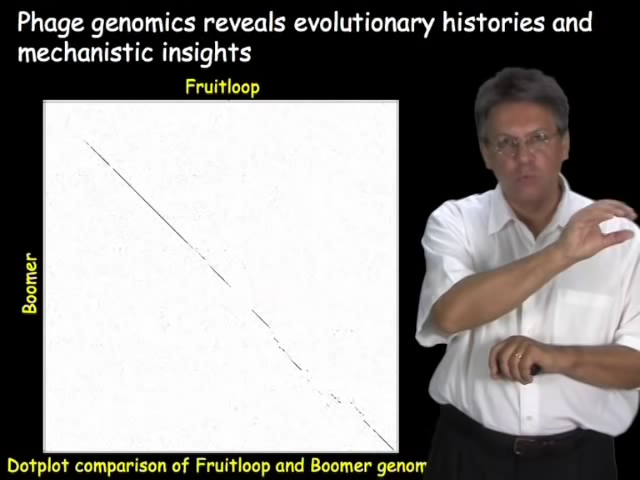 Phage genomics reveals evolutionary histories and
mechanistic insights
Fruitloop
Boomer
Dotplot comparison of Fruitloop and Boomer genom